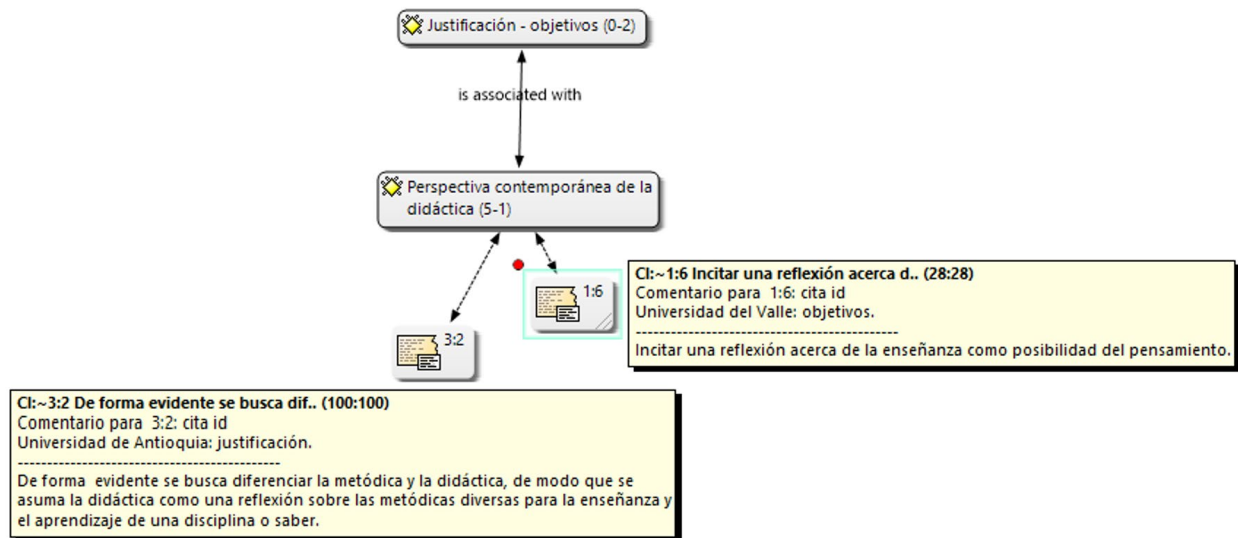 Justificación - objetivos (0-2)
is associated with
Perspectiva contemporánea de la
didáctica (5-1)
1:6
CI:~1:6 Incitar una reflexión acerca d.. (28:28)
Comentario para 1:6: cita id
Universidad del Valle: objetivos.
--------------------------------------------
Incitar una reflexión acerca de la enseñanza como posibilidad del pensamiento.
3:2
CI:~3:2 De forma evidente se busca dif.. (100:100)
Comentario para 3:2: cita id
Universidad de Antioquia: justificación.
--------------------------------------------
De forma evidente se busca diferenciar la metódica y la didáctica, de modo que se
asuma la didáctica como una reflexión sobre las metódicas diversas para la enseñanza y
el aprendizaje de una disciplina o saber.